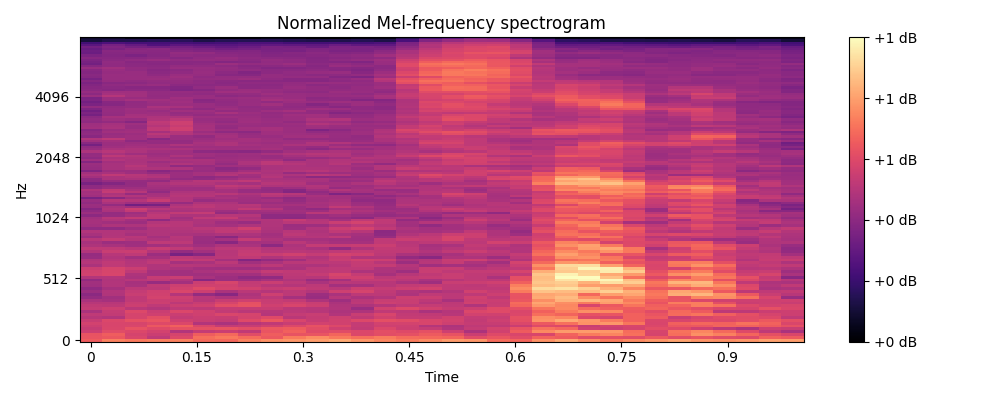 Normalized Mel-frequency spectrogram
+1 dB
4096
+1 dB
2048
+1 dB
Hz
1024
+0 dB
512
+0 dB
0
+0 dB
0 0.15 0.3 0.45 0.6 0.75 0.9
Time